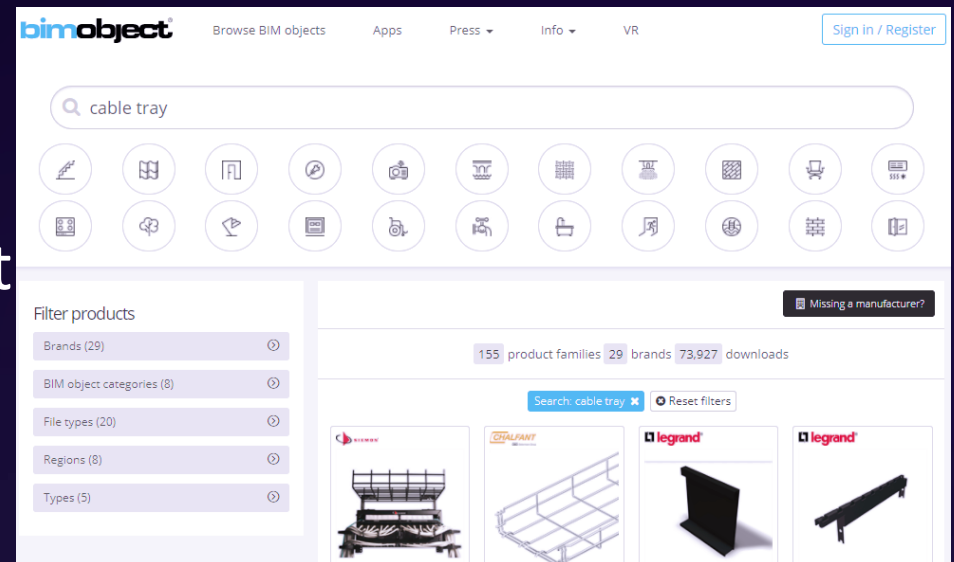 bimobject®
Browse BIM objects Apps Press Info VR Sign in / Register
cable tray
t
Missing a manufacturer?
Filter products
Brands (29)
155 product families 29 brands 73,927 downloads
BIM object categories (8)
Search: cable tray ✖ Reset filters
File types (20)
Regions (8)
Types (5)
SIEMON CHALFANT legrand® legrand®